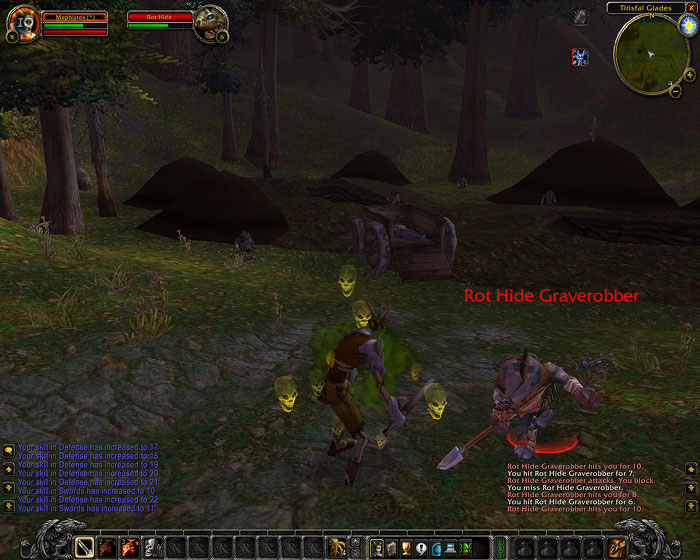 Mephistos (*)
Rot Hide
Tirisfal Glades
N
Rot Hide Graverobber
Your skill in Defense has increased to 17.
Your skill in Defense has increased to 18.
Your skill in Defense has increased to 19.
Your skill in Defense has increased to 20.
Your skill in Defense has increased to 21.
Your skill in Swords has increased to 10.
Your skill in Defense has increased to 22.
Your skill in Swords has increased to 11.
Rot Hide Graverobber hits you for 10.
You hit Rot Hide Graverobber for 7.
Rot Hide Graverobber attacks. You block.
You miss Rot Hide Graverobber.
Rot Hide Graverobber hits you for 8.
You hit Rot Hide Graverobber for 6.
Rot Hide Graverobber hits you for 10.